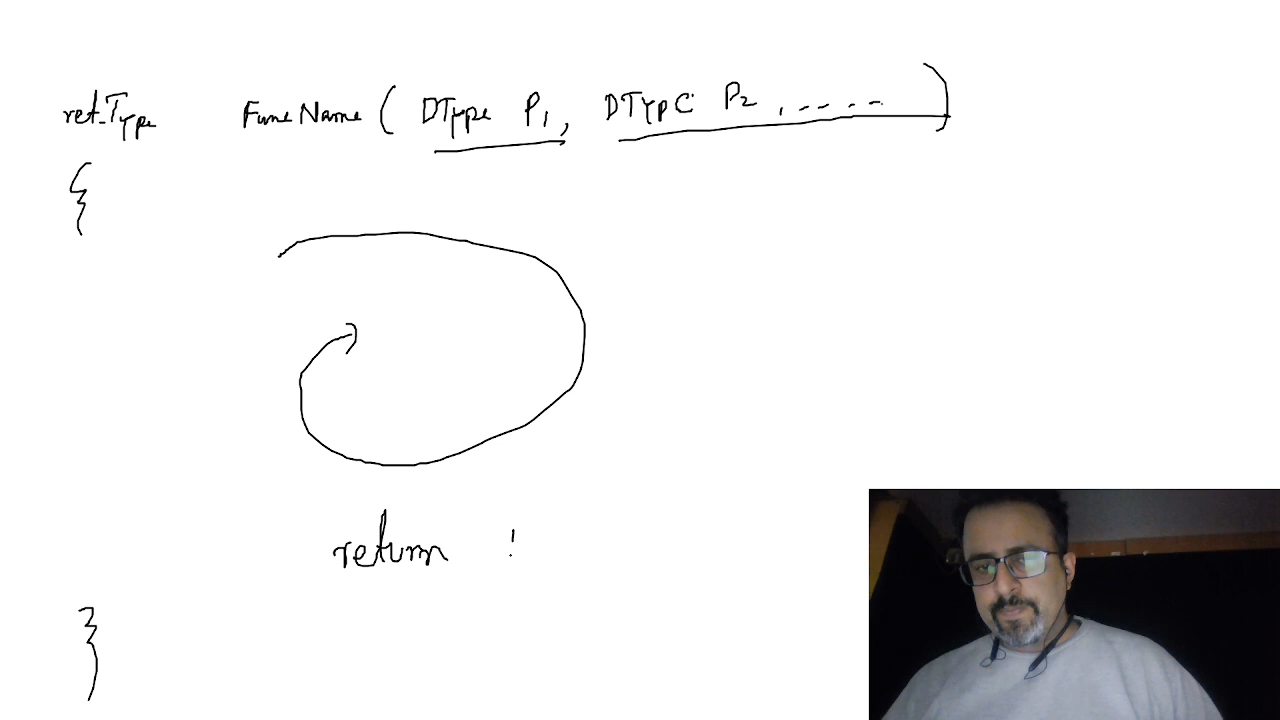 ret_Type FuncName ( DType P1, DType P2 , ----- )
{
return ;
}